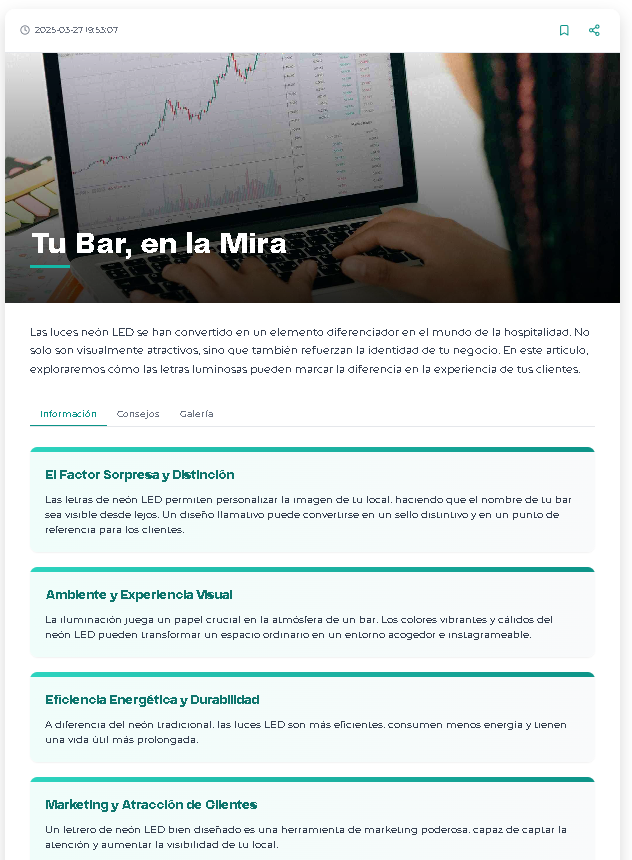 2025-03-27 19:53:07
Tu Bar, en la Mira
Las luces neón LED se han convertido en un elemento diferenciador en el mundo de la hospitalidad. No
solo son visualmente atractivos, sino que también refuerzan la identidad de tu negocio. En este artículo,
exploraremos cómo las letras luminosas pueden marcar la diferencia en la experiencia de tus clientes.
Información Consejos Galería
El Factor Sorpresa y Distinción
Las letras de neón LED permiten personalizar la imagen de tu local, haciendo que el nombre de tu bar
sea visible desde lejos. Un diseño llamativo puede convertirse en un sello distintivo y en un punto de
referencia para los clientes.
Ambiente y Experiencia Visual
La iluminación juega un papel crucial en la atmósfera de un bar. Los colores vibrantes y cálidos del
neón LED pueden transformar un espacio ordinario en un entorno acogedor e instagrameable.
Eficiencia Energética y Durabilidad
A diferencia del neón tradicional, las luces LED son más eficientes, consumen menos energía y tienen
una vida útil más prolongada.
Marketing y Atracción de Clientes
Un letrero de neón LED bien diseñado es una herramienta de marketing poderosa, capaz de captar la
atención y aumentar la visibilidad de tu local.